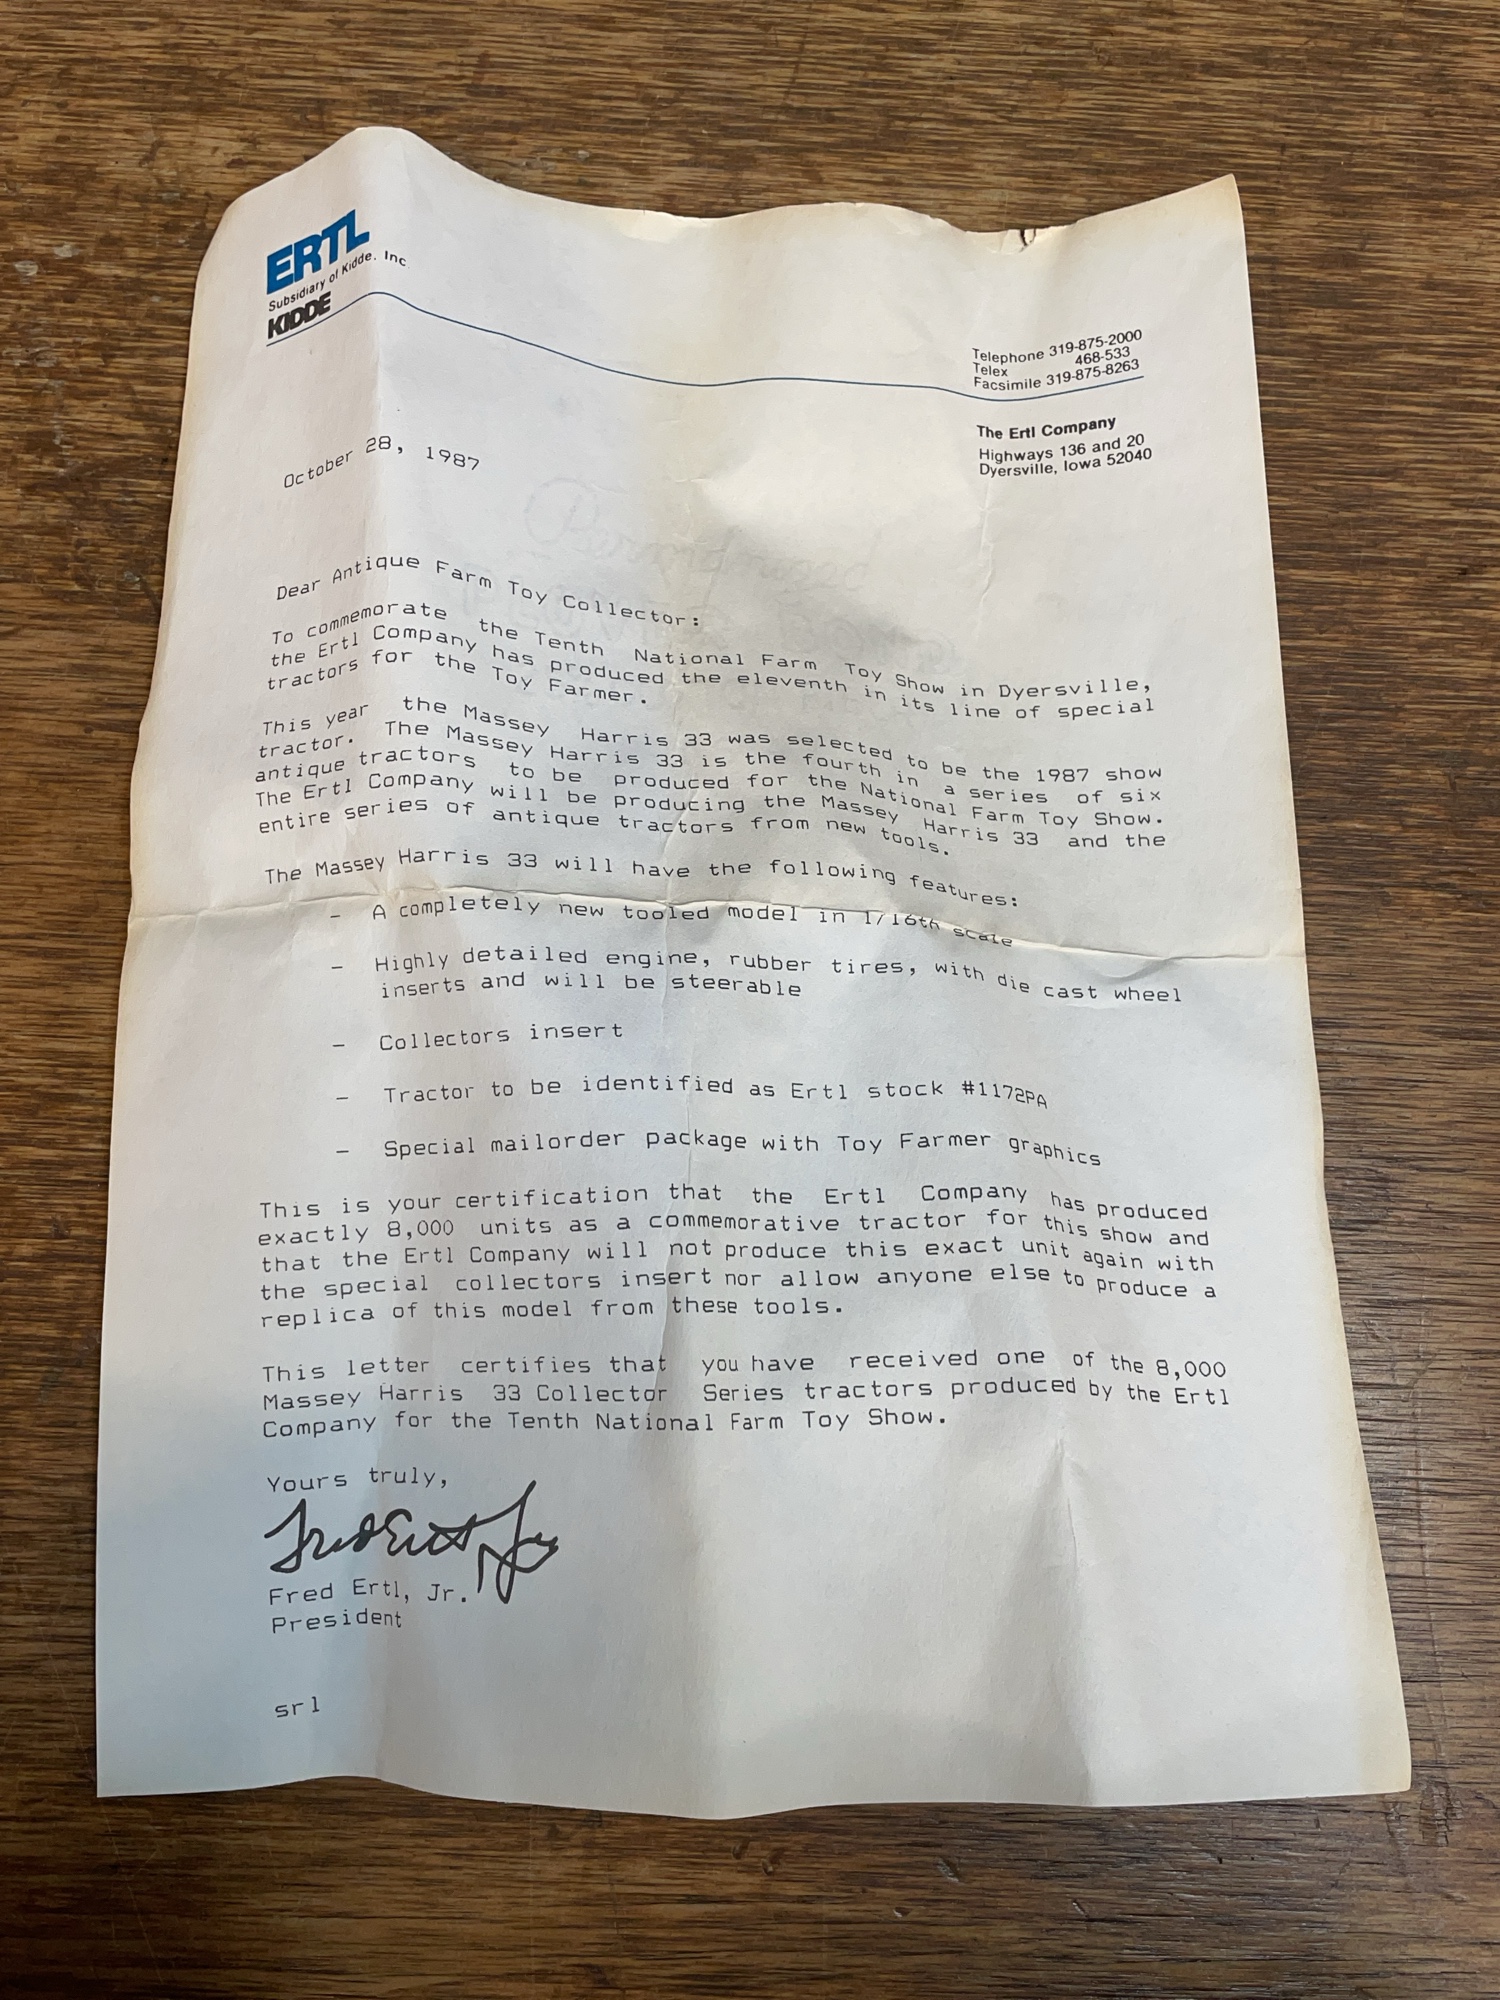 ERTL
Subsidiary of Kidde, Inc.
KIDDE
Telephone 319-875-2000
Telex 468-533
Facsimile 319-875-8263
The Ertl Company
Highways 136 and 20
Dyersville, Iowa 52040
October 28, 1987
Dear Antique Farm Toy Collector:
To commemorate the Tenth National Farm Toy Show in Dyersville,
the Ertl Company has produced the eleventh in its line of special
tractors for the Toy Farmer.
This year the Massey Harris 33 was selected to be the 1987 show
tractor. The Massey Harris 33 is the fourth in a series of six
antique tractors to be produced for the National Farm Toy Show.
The Ertl Company will be producing the Massey Harris 33 and the
entire series of antique tractors from new tools.
The Massey Harris 33 will have the following features:
- A completely new tooled model in 1/16th scale
- Highly detailed engine, rubber tires, with die cast wheel
inserts and will be steerable
- Collectors insert
- Tractor to be identified as Ertl stock #1172PA
- Special mailorder package with Toy Farmer graphics
This is your certification that the Ertl Company has produced
exactly 8,000 units as a commemorative tractor for this show and
that the Ertl Company will not produce this exact unit again with
the special collectors insert nor allow anyone else to produce a
replica of this model from these tools.
This letter certifies that you have received one of the 8,000
Massey Harris 33 Collector Series tractors produced by the Ertl
Company for the Tenth National Farm Toy Show.
Yours truly,
Fred Ertl Jr
Fred Ertl, Jr.
President
srl